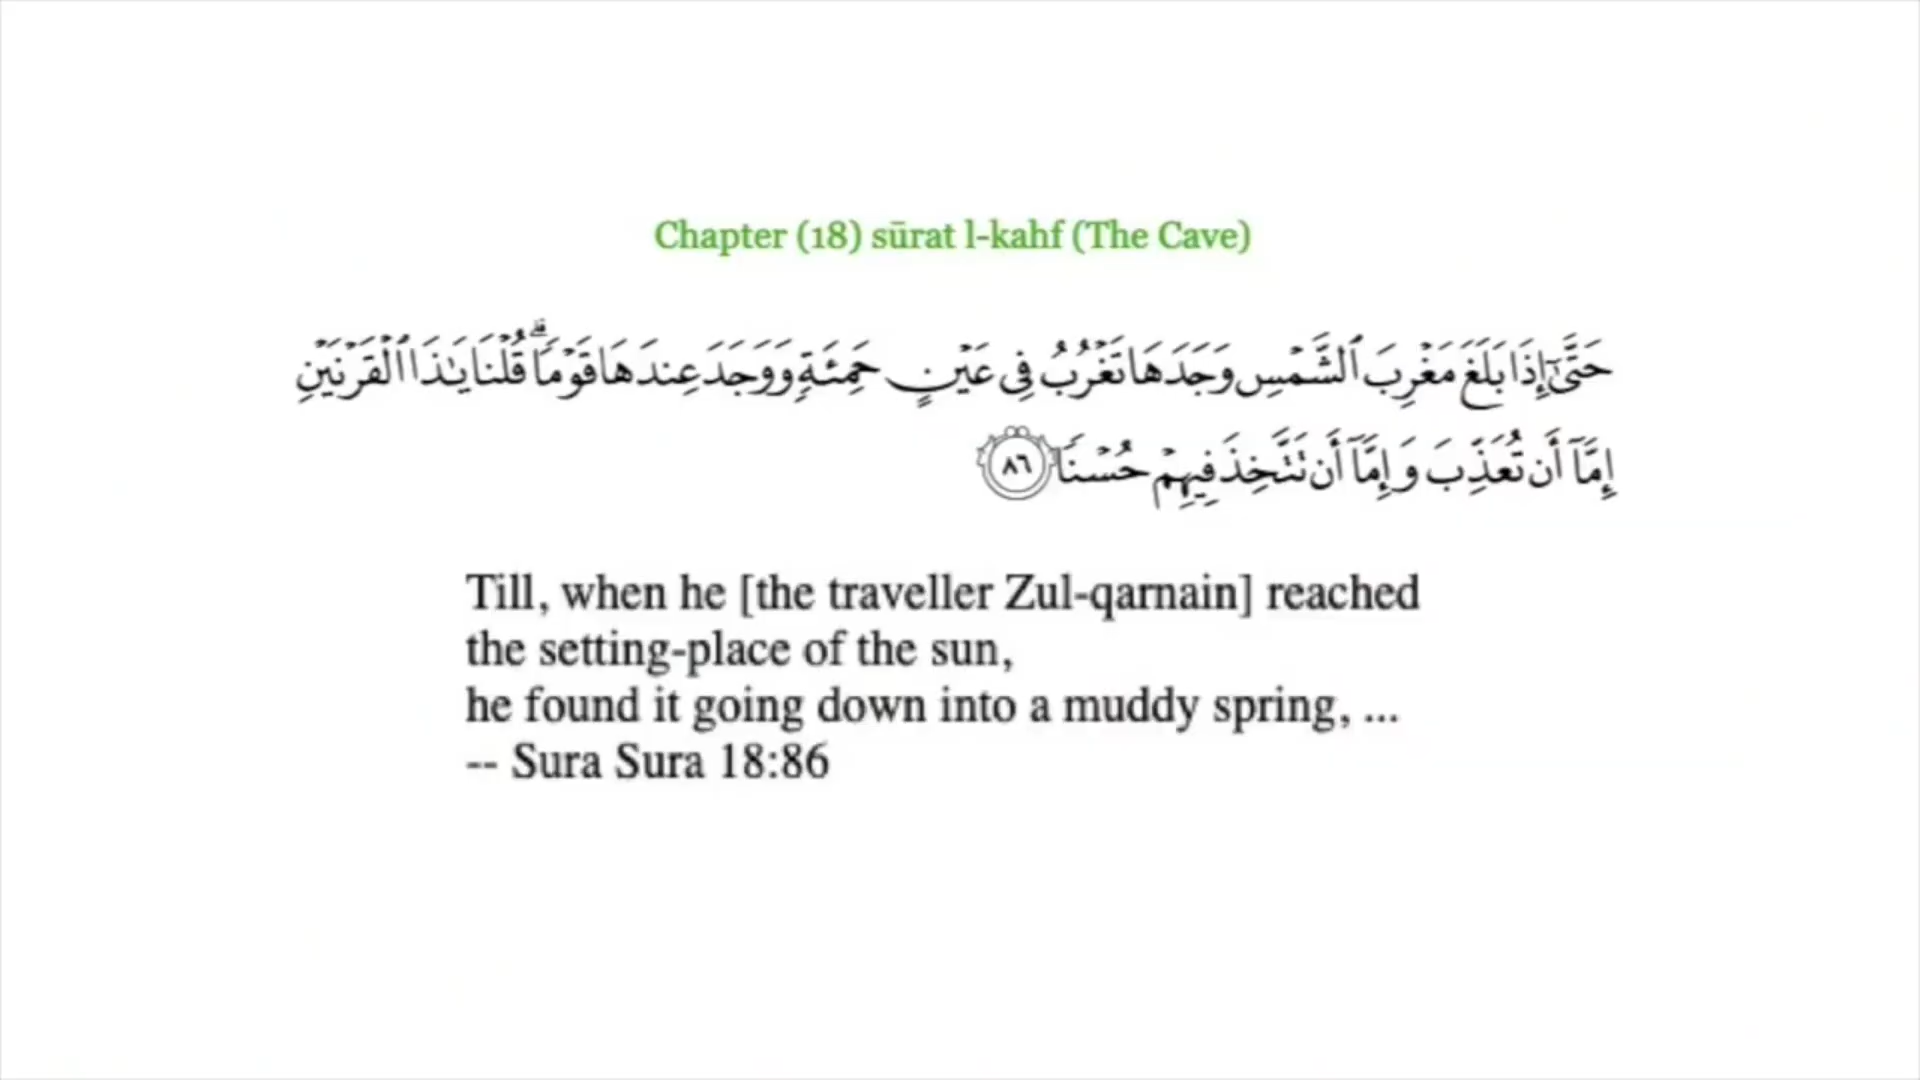 Chapter (18) sūrat l-kahf (The Cave)
حَتَّىٰٓ إِذَا بَلَغَ مَغْرِبَ ٱلشَّمْسِ وَجَدَهَا تَغْرُبُ فِى عَيْنٍ حَمِئَةٍ وَوَجَدَ عِندَهَا قَوْمًا ۗ قُلْنَا يَٰذَا ٱلْقَرْنَيْنِ
إِمَّآ أَن تُعَذِّبَ وَإِمَّآ أَن تَتَّخِذَ فِيهِمْ حُسْنًا ٨٦
Till, when he [the traveller Zul-qarnain] reached
the setting-place of the sun,
he found it going down into a muddy spring, ...
-- Sura Sura 18:86